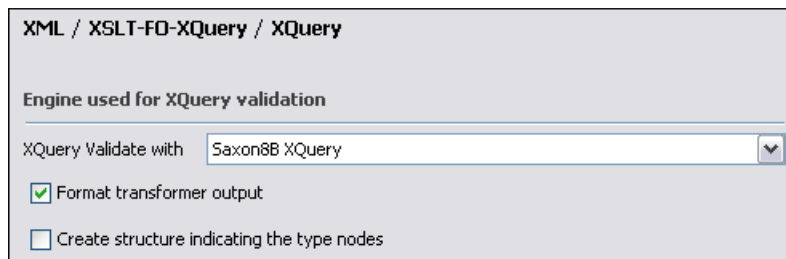 XML / XSLT-FO-XQuery / XQuery
Engine used for XQuery validation
XQuery Validate with Saxon8B XQuery
Format transformer output
Create structure indicating the type nodes